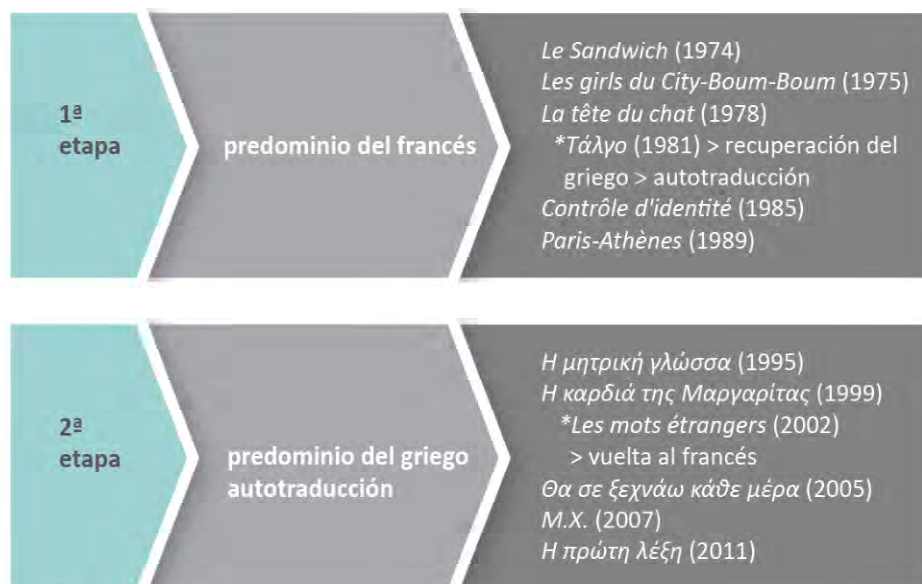 1ª
etapa
predominio del francés
Le Sandwich (1974)
Les girls du City-Boum-Boum (1975)
La tête du chat (1978)
*Τάλγο (1981) > recuperación del
griego > autotraducción
Contrôle d'identité (1985)
Paris-Athènes (1989)
2ª
etapa
predominio del griego
autotraducción
Η μητρική γλώσσα (1995)
Η καρδιά της Μαργαρίτας (1999)
*Les mots étrangers (2002)
> vuelta al francés
Θα σε ξεχνάω κάθε μέρα (2005)
Μ.Χ. (2007)
Η πρώτη λέξη (2011)